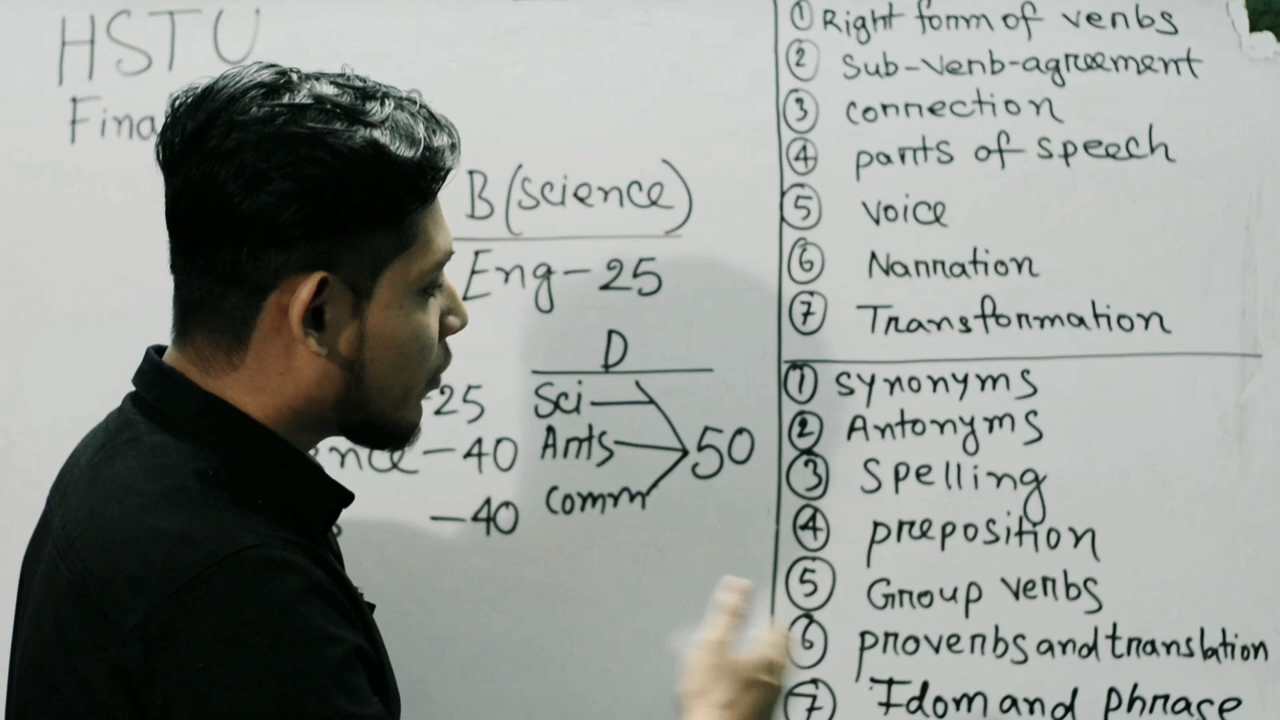 HSTU
Fina
B (science)
Eng-25
D
25 Sci
nce-40 Arts 50
-40 Comm
① Right form of verbs
② Sub-verb-agreement
③ connection
④ parts of speech
⑤ voice
⑥ Narration
⑦ Transformation
① synonyms
② Antonyms
③ Spelling
④ preposition
⑤ Group verbs
⑥ proverbs and translation
⑦ Idom and phrase